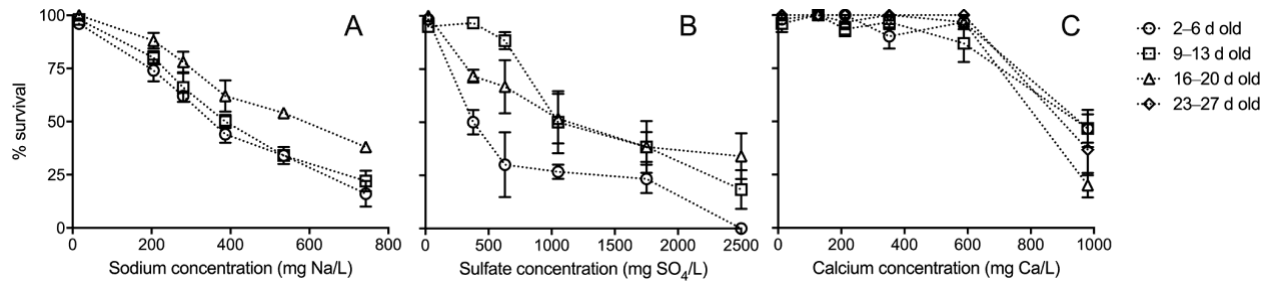 100
75
50
25
0
% survival
A
0 200 400 600 800
Sodium concentration (mg Na/L)
B
0 500 1000 1500 2000 2500
Sulfate concentration (mg SO₄/L)
C
0 200 400 600 800 1000
Calcium concentration (mg Ca/L)
2–6 d old
9–13 d old
16–20 d old
23–27 d old